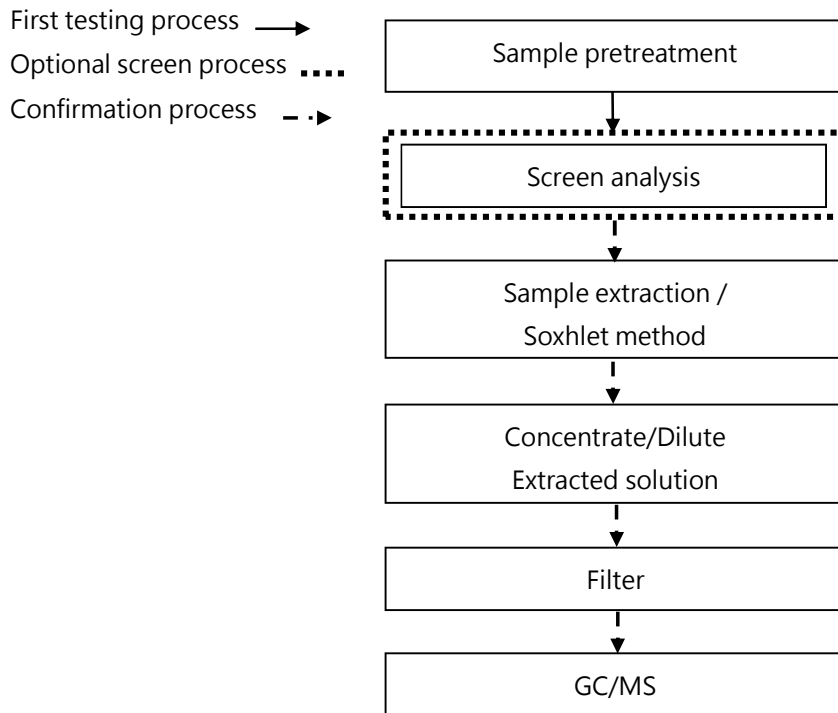 First testing process
Optional screen process
Confirmation process
Sample pretreatment
Screen analysis
Sample extraction /
Soxhlet method
Concentrate/Dilute
Extracted solution
Filter
GC/MS